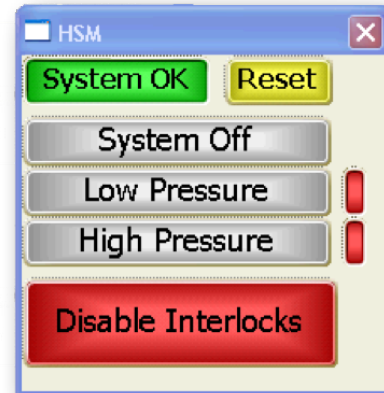 HSM
System OK Reset
System Off
Low Pressure
High Pressure
Disable Interlocks